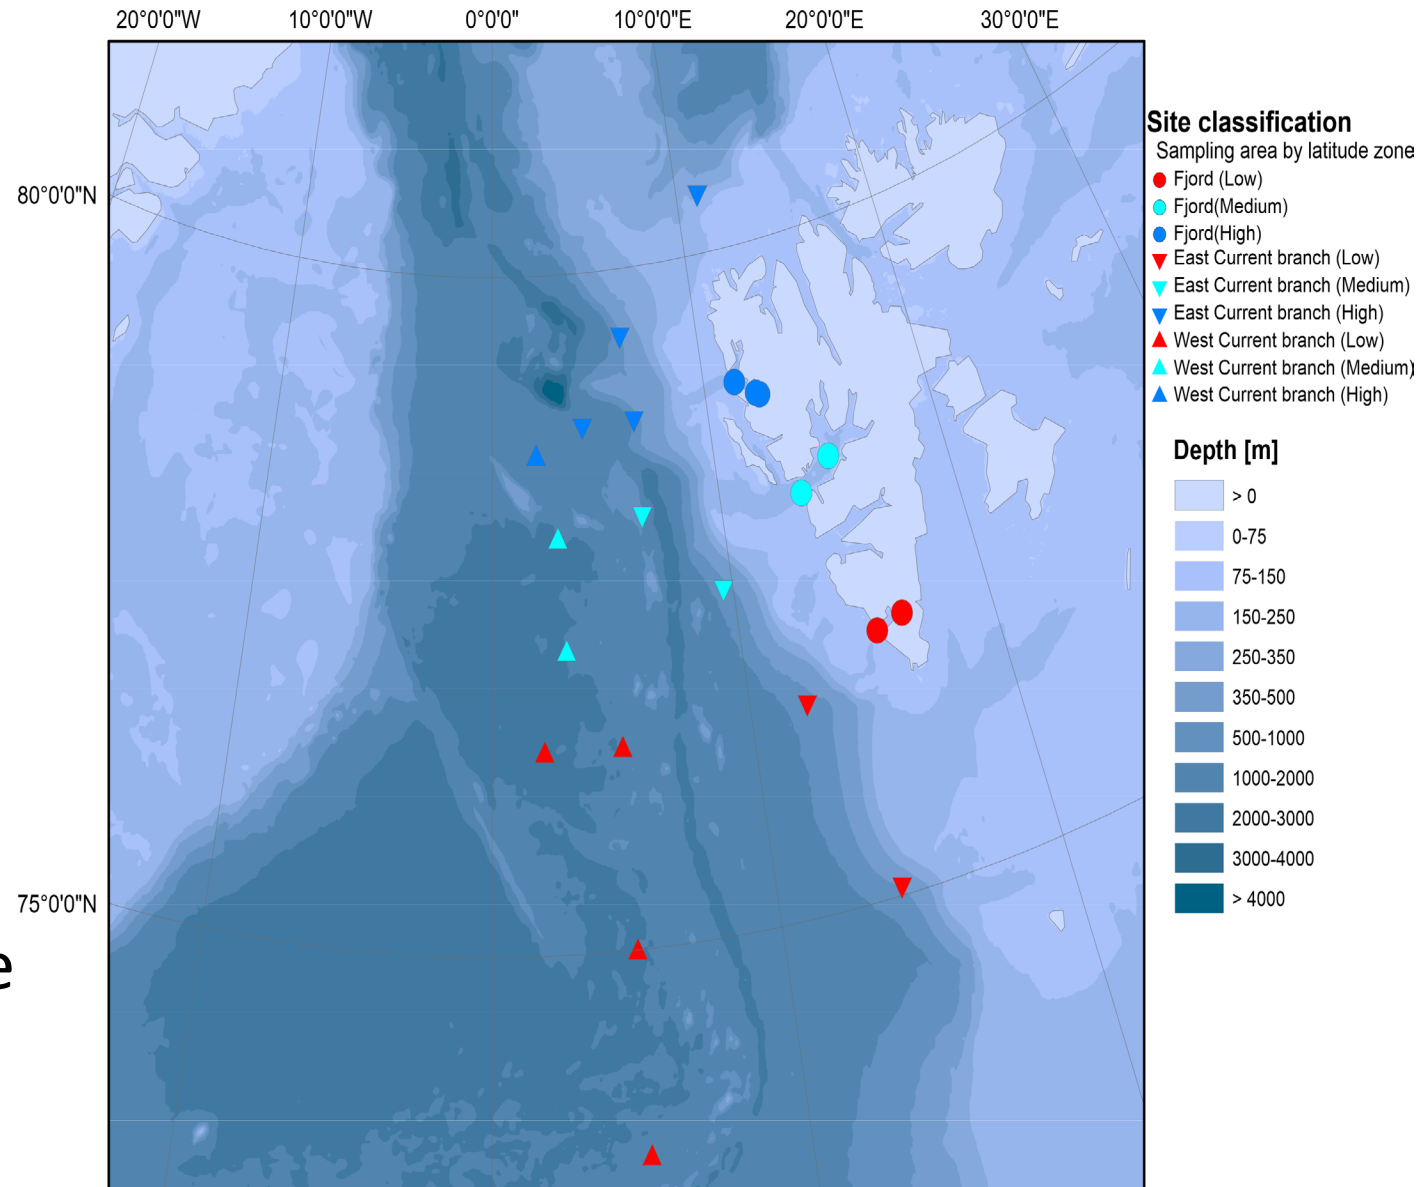 20°0'0"W 10°0'0"W 0°0'0" 10°0'0"E 20°0'0"E 30°0'0"E
80°0'0"N
75°0'0"N
e
Site classification
Sampling area by latitude zone
Fjord (Low)
Fjord(Medium)
Fjord(High)
East Current branch (Low)
East Current branch (Medium)
East Current branch (High)
West Current branch (Low)
West Current branch (Medium)
West Current branch (High)
Depth [m]
> 0
0-75
75-150
150-250
250-350
350-500
500-1000
1000-2000
2000-3000
3000-4000
> 4000